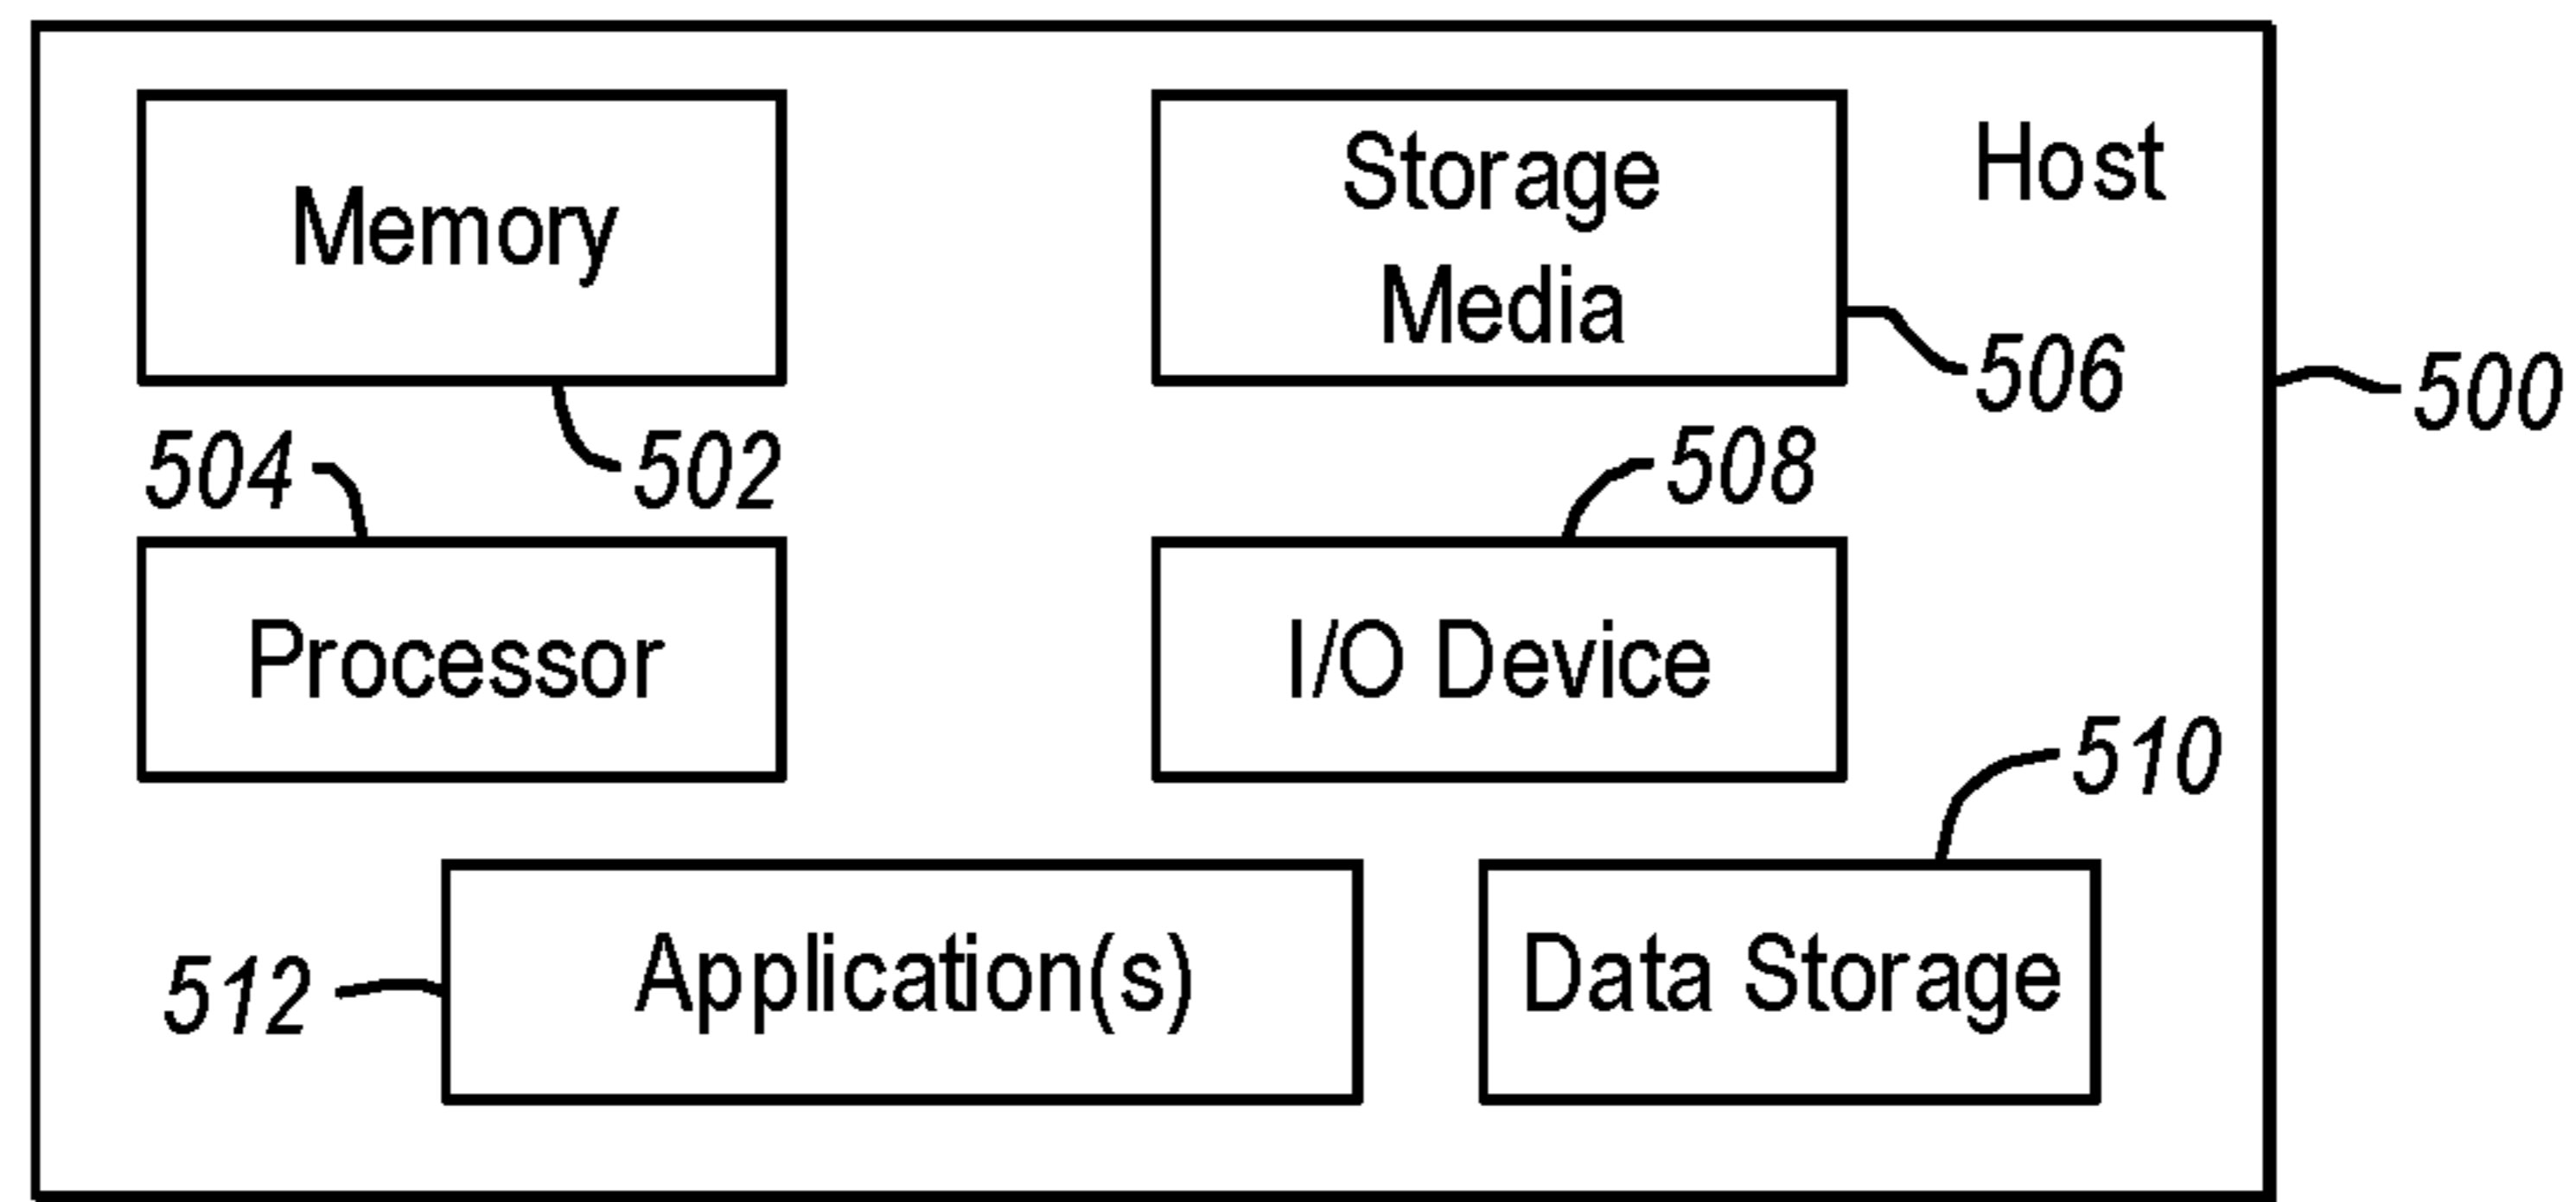 Memory
Storage
Media
Host
506
500
504
502
508
Processor
I/O Device
510
512
Application(s)
Data Storage